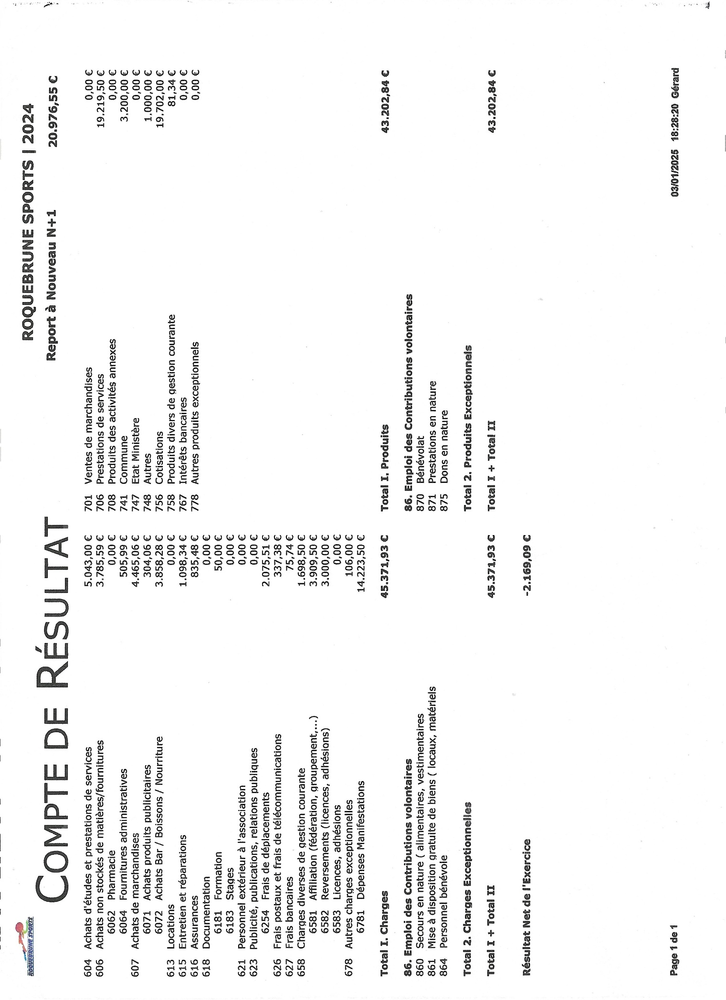 ROQUEBRUNE SPORTS
COMPTE DE RÉSULTAT
ROQUEBRUNE SPORTS | 2024
Report à Nouveau N+1 20.976,55 €
604 Achats d'études et prestations de services 5.043,00 € 701 Ventes de marchandises 0,00 €
606 Achats non stockés de matières/fournitures 3.785,59 € 706 Prestations de services 19.219,50 €
6062 Pharmacie 0,00 € 708 Produits des activités annexes 0,00 €
6064 Fournitures administratives 505,99 € 741 Commune 3.200,00 €
607 Achats de marchandises 4.465,06 € 747 Etat Ministère 0,00 €
6071 Achats produits publicitaires 304,06 € 748 Autres 1.000,00 €
6072 Achats Bar / Boissons / Nourriture 3.858,28 € 756 Cotisations 19.702,00 €
613 Locations 0,00 € 758 Produits divers de gestion courante 81,34 €
615 Entretien et réparations 1.098,34 € 767 Intérêts bancaires 0,00 €
616 Assurances 835,48 € 778 Autres produits exceptionnels 0,00 €
618 Documentation 0,00 €
6181 Formation 50,00 €
6183 Stages 0,00 €
621 Personnel extérieur à l'association 0,00 €
623 Publicité, publications, relations publiques 0,00 €
6254 Frais de déplacements 2.075,51 €
626 Frais postaux et frais de télécommunications 337,38 €
627 Frais bancaires 75,74 €
658 Charges diverses de gestion courante 1.698,50 €
6581 Affiliation (fédération, groupement,...) 3.909,50 €
6582 Reversements (licences, adhésions) 3.000,00 €
6583 Licences, adhésions 0,00 €
678 Autres charges exceptionnelles 106,00 €
6781 Dépenses Manifestations 14.223,50 €
Total I. Charges 45.371,93 € Total I. Produits 43.202,84 €
86. Emploi des Contributions volontaires 86. Emploi des Contributions volontaires
860 Secours en nature ( alimentaires, vestimentaires 870 Bénévolat
861 Mise à disposition gratuite de biens ( locaux, matériels 871 Prestations en nature
864 Personnel bénévole 875 Dons en nature
Total 2. Charges Exceptionnelles Total 2. Produits Exceptionnels
Total I + Total II 45.371,93 € Total I + Total II 43.202,84 €
Résultat Net de l'Exercice -2.169,09 €
Page 1 de 1 03/01/2025 18:28:20 Gérard